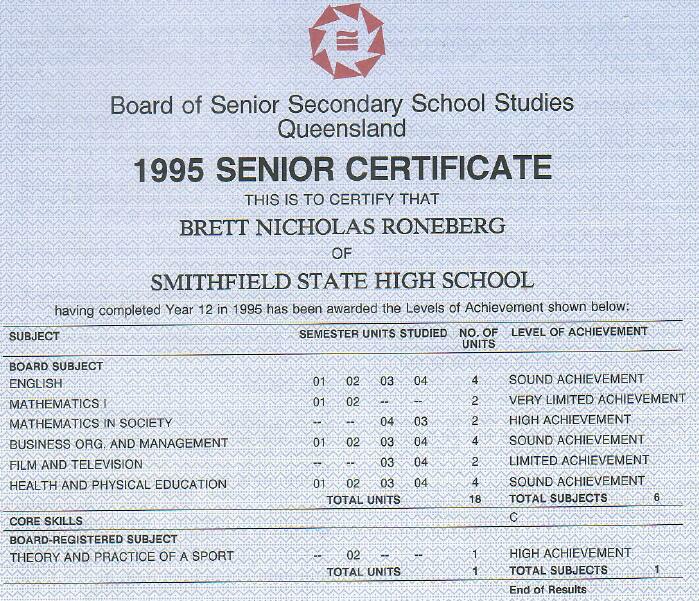 Board of Senior Secondary School Studies
Queensland
1995 SENIOR CERTIFICATE
THIS IS TO CERTIFY THAT
BRETT NICHOLAS RONEBERG
OF
SMITHFIELD STATE HIGH SCHOOL
having completed Year 12 in 1995 has been awarded the Levels of Achievement shown below:
SUBJECT SEMESTER UNITS STUDIED NO. OF UNITS LEVEL OF ACHIEVEMENT
BOARD SUBJECT
ENGLISH 01 02 03 04 4 SOUND ACHIEVEMENT
MATHEMATICS I 01 02 -- -- 2 VERY LIMITED ACHIEVEMENT
MATHEMATICS IN SOCIETY -- -- 04 03 2 HIGH ACHIEVEMENT
BUSINESS ORG. AND MANAGEMENT 01 02 03 04 4 SOUND ACHIEVEMENT
FILM AND TELEVISION -- -- 03 04 2 LIMITED ACHIEVEMENT
HEALTH AND PHYSICAL EDUCATION 01 02 03 04 4 SOUND ACHIEVEMENT
TOTAL UNITS 18 TOTAL SUBJECTS 6
CORE SKILLS C
BOARD-REGISTERED SUBJECT
THEORY AND PRACTICE OF A SPORT -- 02 -- -- 1 HIGH ACHIEVEMENT
TOTAL UNITS 1 TOTAL SUBJECTS 1
End of Results